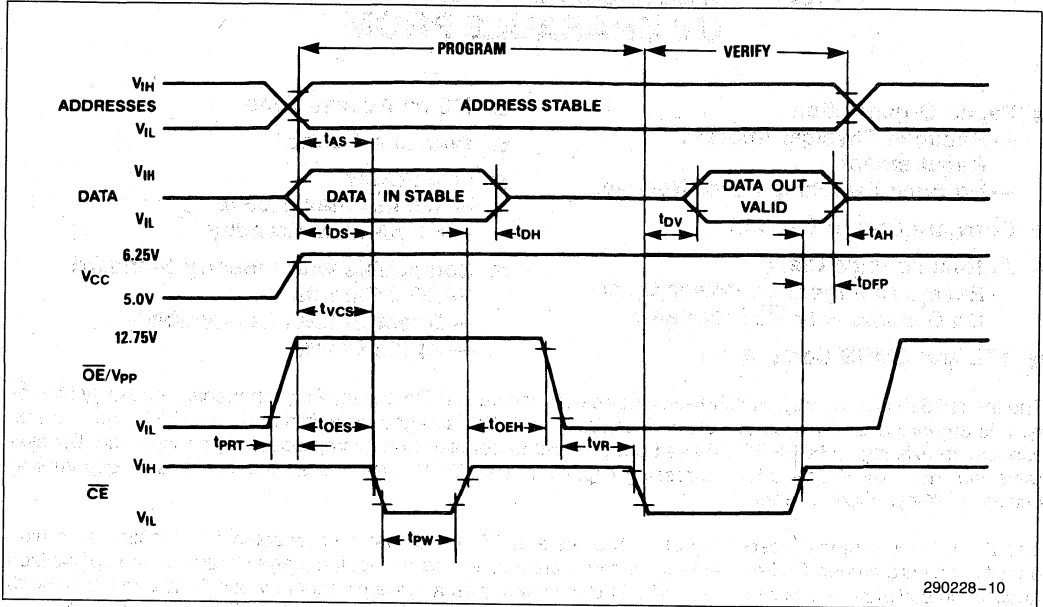 PROGRAM
VERIFY
ADDRESSES
VIH
VIL
ADDRESS STABLE
tAS
DATA
VIH
VIL
DATA IN STABLE
DATA OUT
VALID
tDS
tDH
tDV
tAH
tDFP
VCC
6.25V
5.0V
tVCS
OE/VPP
12.75V
VIL
tPRT
tOES
tOEH
tVR
CE
VIH
VIL
tPW
290228-10